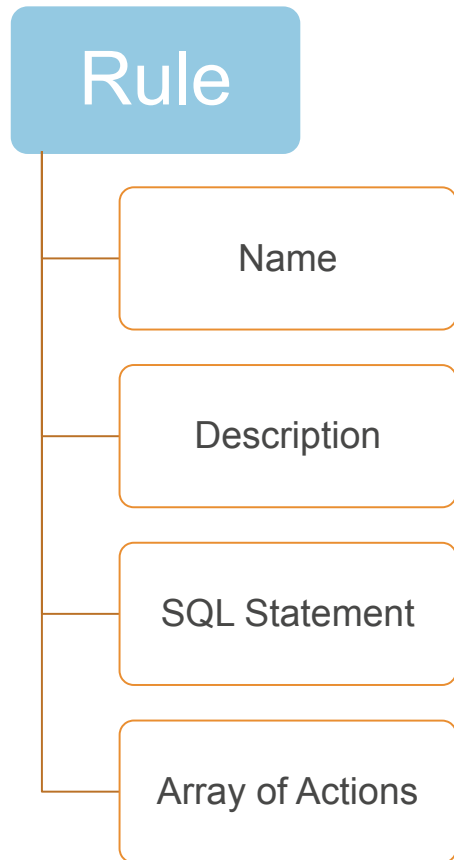 Rule
Name
Description
SQL Statement
Array of Actions